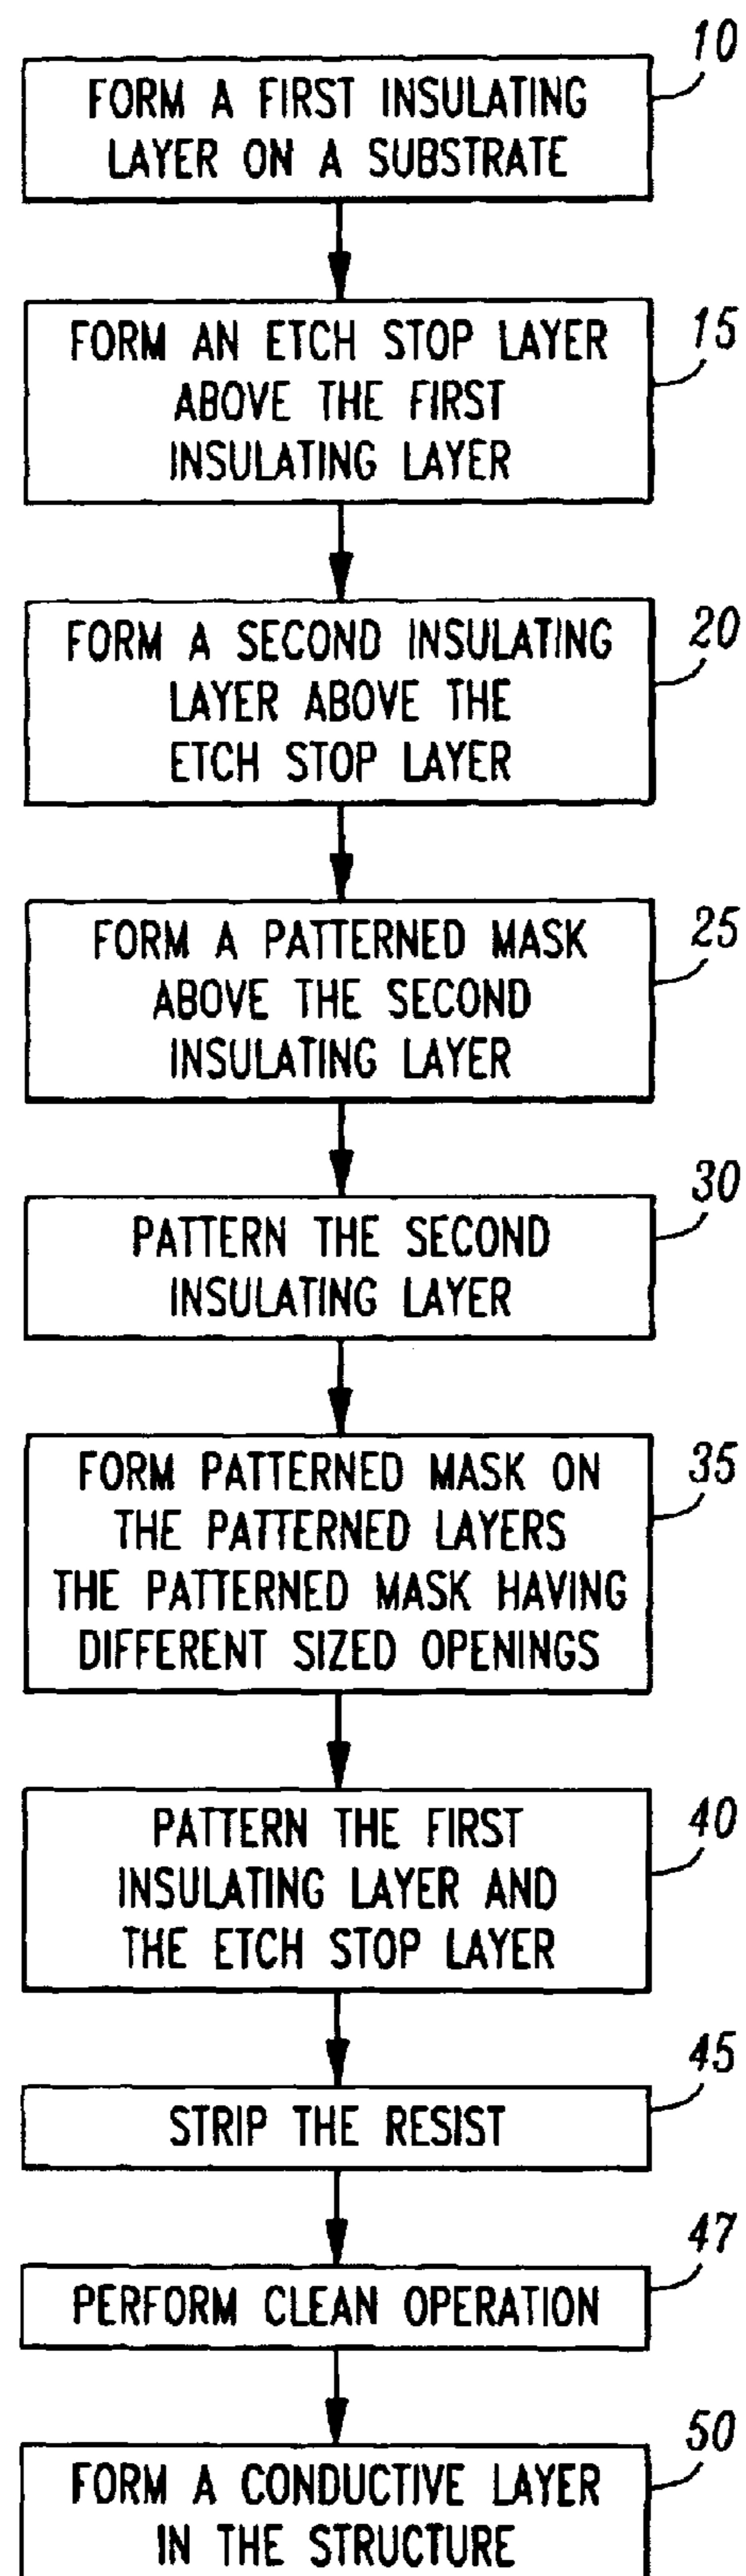 10
FORM A FIRST INSULATING
LAYER ON A SUBSTRATE
15
FORM AN ETCH STOP LAYER
ABOVE THE FIRST
INSULATING LAYER
20
FORM A SECOND INSULATING
LAYER ABOVE THE
ETCH STOP LAYER
25
FORM A PATTERNED MASK
ABOVE THE SECOND
INSULATING LAYER
30
PATTERN THE SECOND
INSULATING LAYER
35
FORM PATTERNED MASK ON
THE PATTERNED LAYERS
THE PATTERNED MASK HAVING
DIFFERENT SIZED OPENINGS
40
PATTERN THE FIRST
INSULATING LAYER AND
THE ETCH STOP LAYER
45
STRIP THE RESIST
47
PERFORM CLEAN OPERATION
50
FORM A CONDUCTIVE LAYER
IN THE STRUCTURE